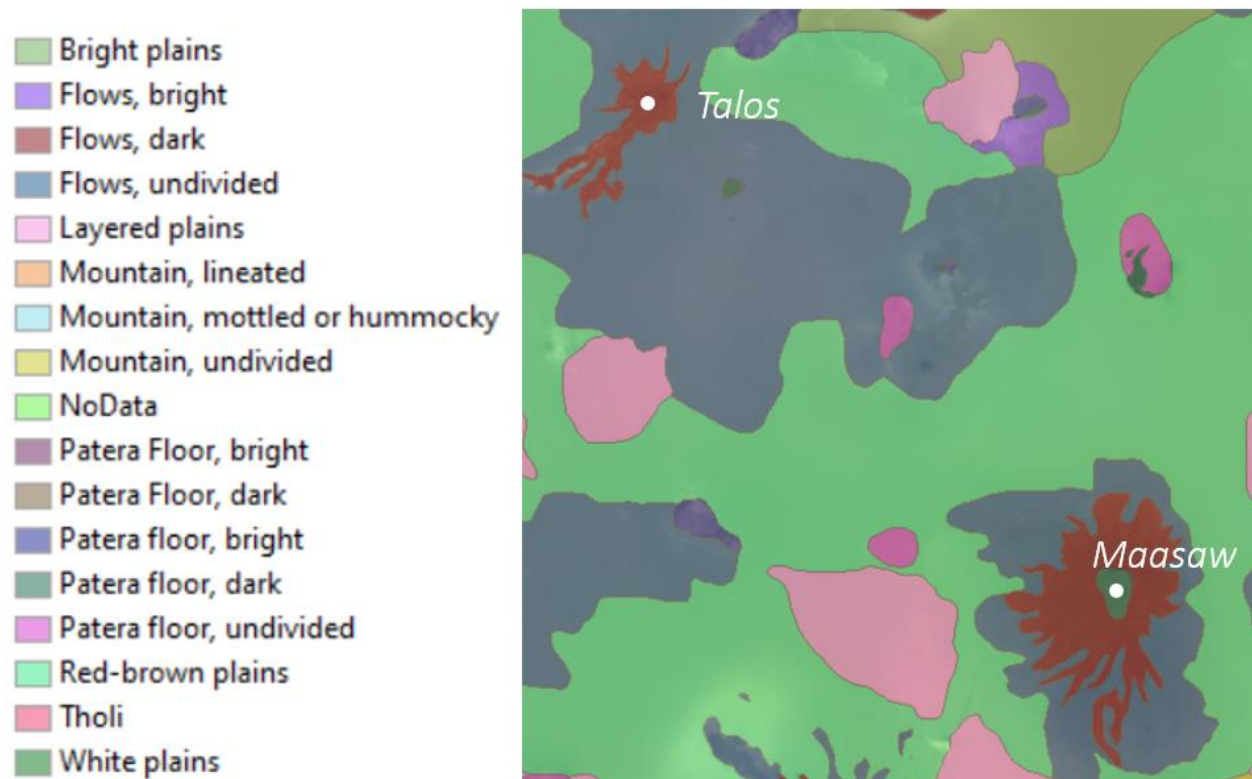 Bright plains
Flows, bright
Flows, dark
Flows, undivided
Layered plains
Mountain, lineated
Mountain, mottled or hummocky
Mountain, undivided
NoData
Patera Floor, bright
Patera Floor, dark
Patera floor, bright
Patera floor, dark
Patera floor, undivided
Red-brown plains
Tholi
White plains
Talos
Maasaw